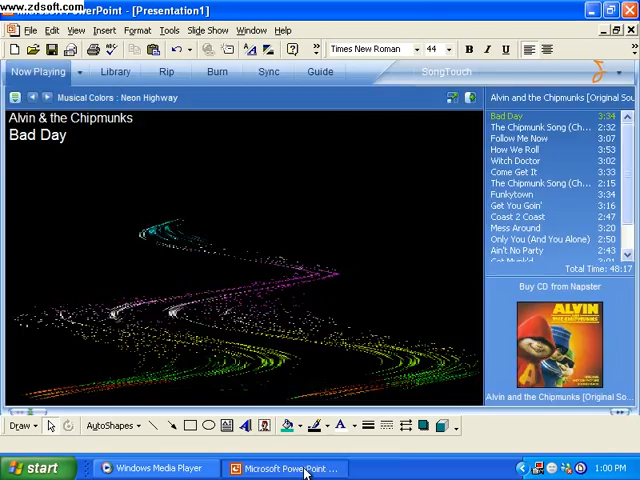 www.zdsoft.com
PowerPoint - [Presentation1]
File Edit View Insert Format Tools Slide Show Window Help
Times New Roman 44 B I U
Now Playing Library Rip Burn Sync Guide SongTouch
Musical Colors : Neon Highway
Alvin and the Chipmunks [Original Sou
Alvin & the Chipmunks
Bad Day
Bad Day 3:34
The Chipmunk Song (Ch... 2:32
Follow Me Now 3:07
How We Roll 3:53
Witch Doctor 3:02
Come Get It 3:33
The Chipmunk Song (Ch... 2:15
Funkytown 3:34
Get You Goin' 3:16
Coast 2 Coast 2:47
Mess Around 3:20
Only You (And You Alone) 2:50
Ain't No Party 2:43
Get Munk'd 3:01
Total Time: 48:17
Buy CD from Napster
ALVIN
Alvin and the Chipmunks [Original So...
Draw AutoShapes
start Windows Media Player Microsoft PowerPoint ... 1:00 PM